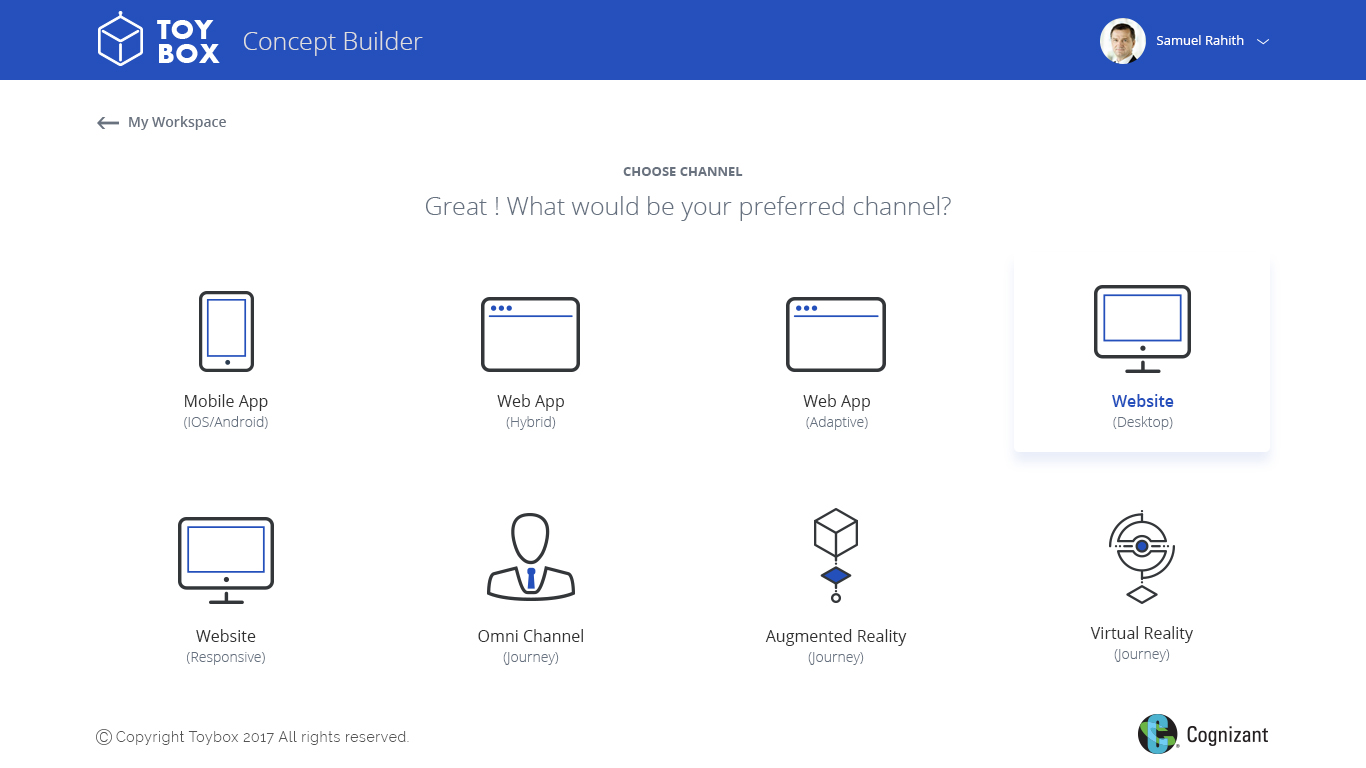 TOY
BOX
Concept Builder
Samuel Rahith
My Workspace
CHOOSE CHANNEL
Great ! What would be your preferred channel?
Mobile App
(IOS/Android)
Web App
(Hybrid)
Web App
(Adaptive)
Website
(Desktop)
Website
(Responsive)
Omni Channel
(Journey)
Augmented Reality
(Journey)
Virtual Reality
(Journey)
© Copyright Toybox 2017 All rights reserved.
Cognizant